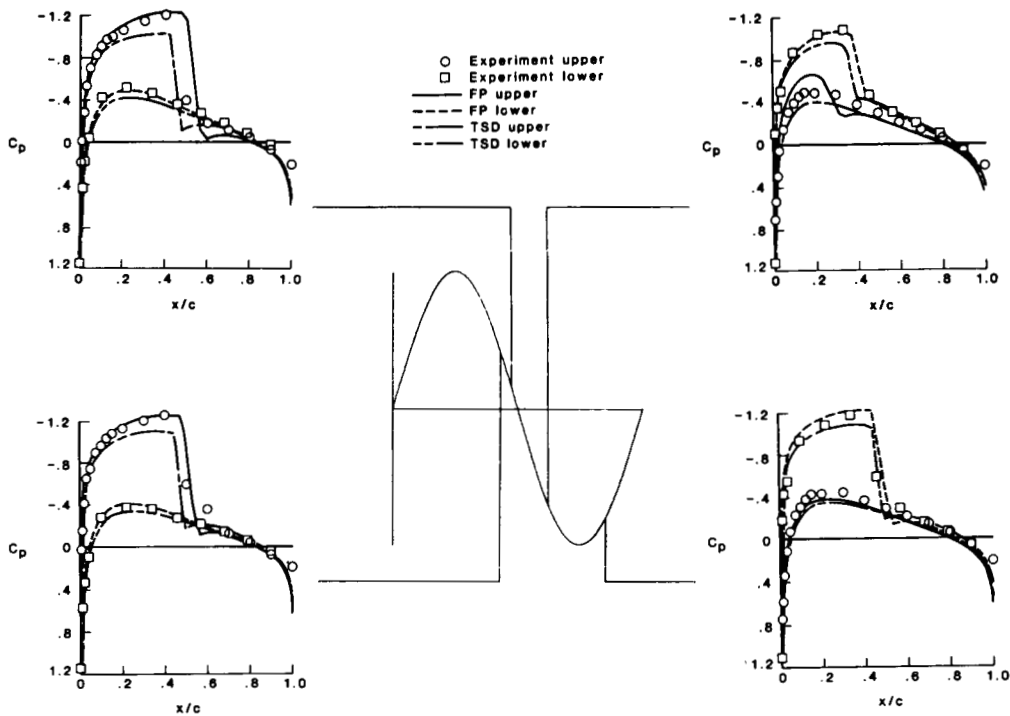 -1.2
-.8
-.4
0
.4
.8
1.2
Cp
0 .2 .4 .6 .8 1.0
x/c
Experiment upper
Experiment lower
FP upper
FP lower
TSD upper
TSD lower
-1.2
-.8
-.4
0
.4
.8
1.2
Cp
0 .2 .4 .6 .8 1.0
x/c
-1.2
-.8
-.4
0
.4
.8
1.2
Cp
0 .2 .4 .6 .8 1.0
x/c
-1.2
-.8
-.4
0
.4
.8
1.2
Cp
0 .2 .4 .6 .8 1.0
x/c